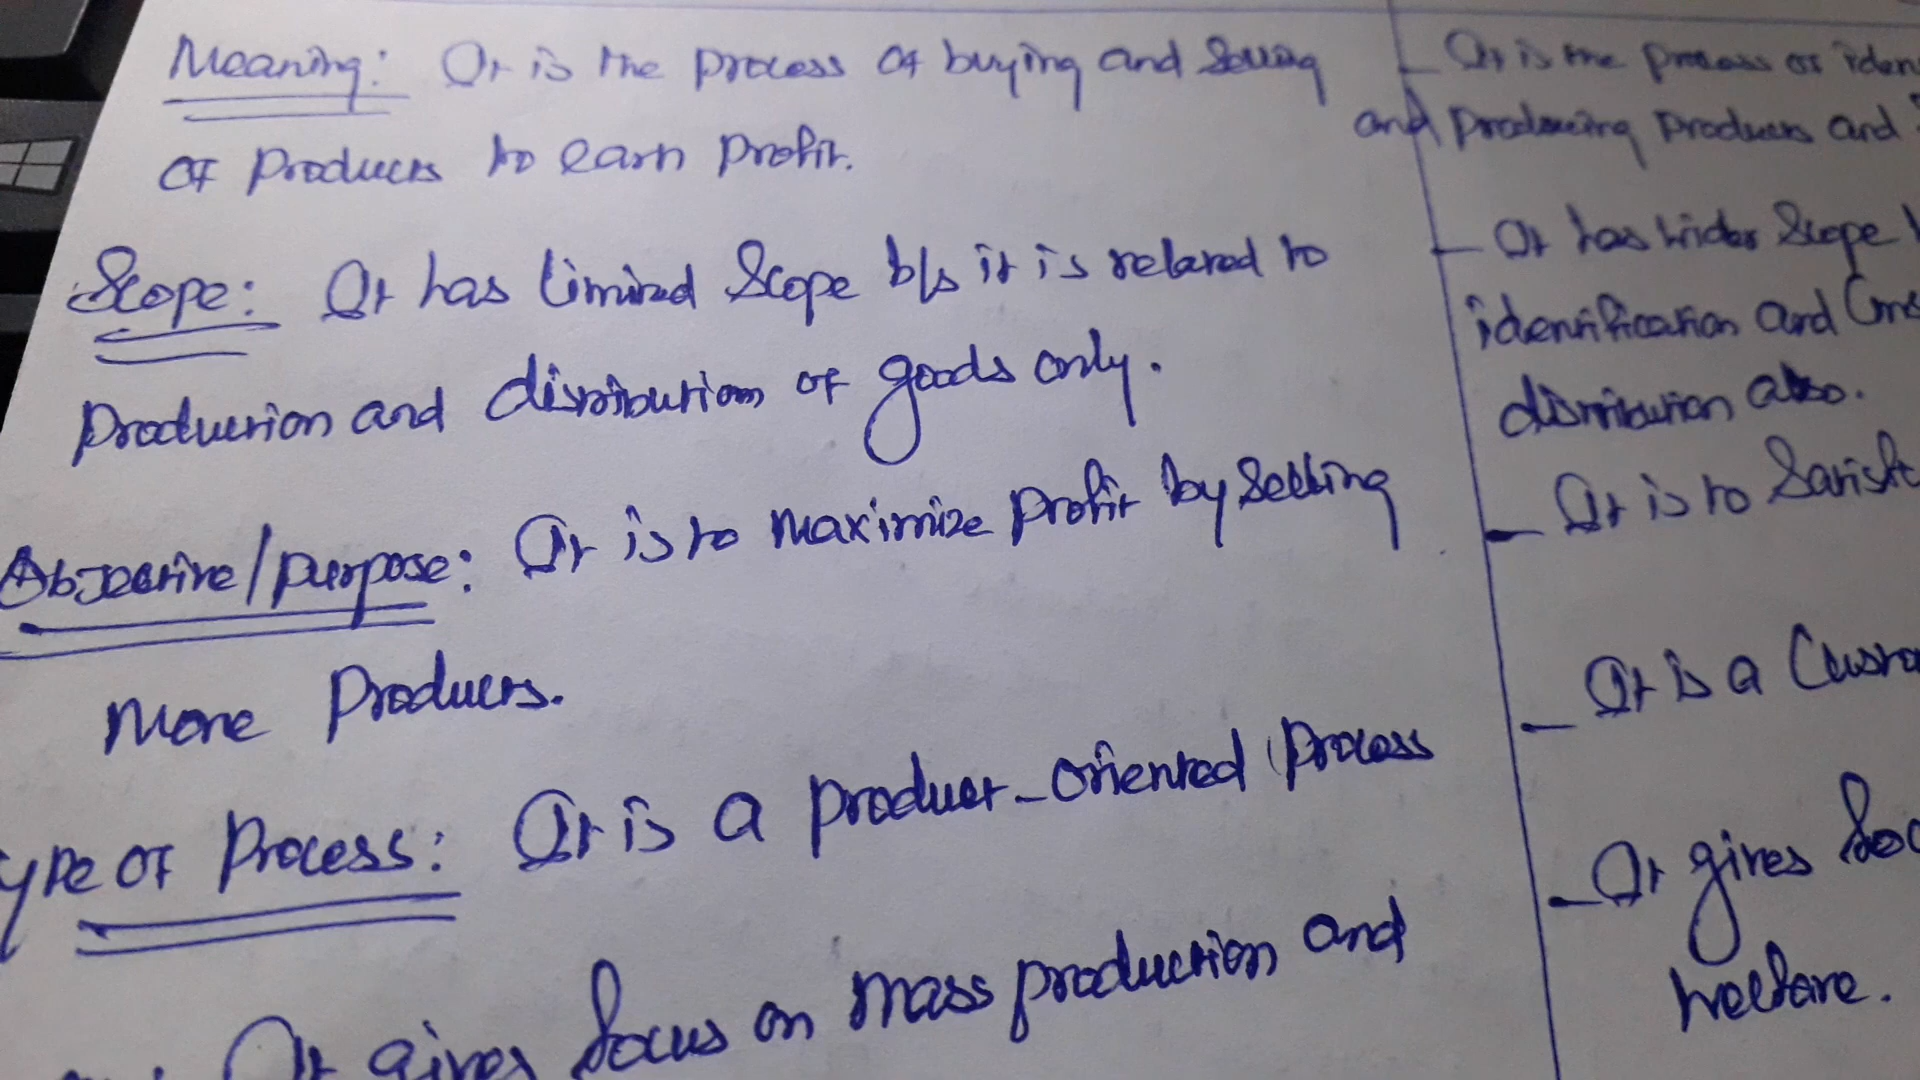 Meaning: It is the process of buying and selling
of products to earn profit.
Scope: It has limited Scope b/s it is related to
production and distribution of goods only.
Objective/purpose: It is to maximize profit by Selling
more products.
ype of Process: It is a product-oriented process
It gives focus on mass production and
- It is the process of iden
and producing products and
- It has wider Scope
identification and Cons
distribution also.
- It is to Satisf
- It is a Custo
- It gives foc
welfare.